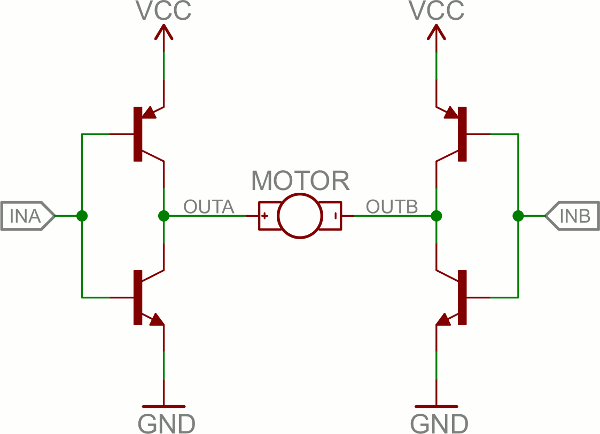 VCC
VCC
MOTOR
OUTA
OUTB
INA
+
-
INB
GND
GND